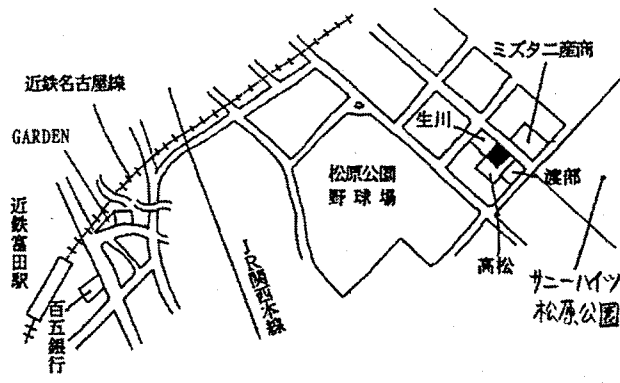 近鉄名古屋線
GARDEN
近鉄富田駅
百五銀行
JR関西本線
松原公園
野球場
ミズタニ産商
生川
渡部
高松
サニーハイツ
松原公園